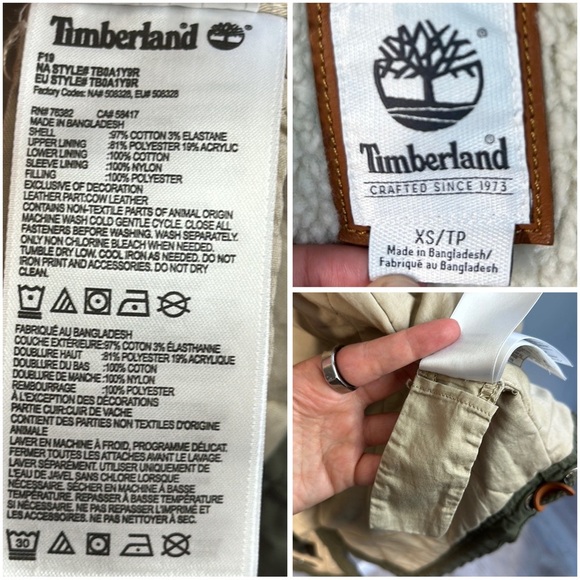 Timberland ®
F19
NA STYLE# TB0A1Y9R
EU STYLE# TB0A1Y9R
Factory Codes: NA# 508328, EU# 508328
RN# 76382 CA# 58417
MADE IN BANGLADESH
SHELL :97% COTTON 3% ELASTANE
UPPER LINING :81% POLYESTER 19% ACRYLIC
LOWER LINING :100% COTTON
SLEEVE LINING :100% NYLON
FILLING :100% POLYESTER
EXCLUSIVE OF DECORATION
LEATHER PART:COW LEATHER
CONTAINS NON-TEXTILE PARTS OF ANIMAL ORIGIN
MACHINE WASH COLD GENTLE CYCLE. CLOSE ALL
FASTENERS BEFORE WASHING. WASH SEPARATELY.
ONLY NON CHLORINE BLEACH WHEN NEEDED.
TUMBLE DRY LOW. COOL IRON AS NEEDED. DO NOT
IRON PRINT AND ACCESSORIES. DO NOT DRY
CLEAN.
FABRIQUÉ AU BANGLADESH
COUCHE EXTÉRIEURE:97% COTON 3% ÉLASTHANNE
DOUBLURE HAUT :81% POLYESTER 19% ACRYLIQUE
DOUBLURE DU BAS :100% COTON
DOUBLURE DE MANCHE:100% NYLON
REMBOURRAGE :100% POLYESTER
À L'EXCEPTION DES DÉCORATIONS
PARTIE CUIR:CUIR DE VACHE
CONTIENT DES PARTIES NON TEXTILES D'ORIGINE
ANIMALE
LAVER EN MACHINE À FROID, PROGRAMME DÉLICAT.
FERMER TOUTES LES ATTACHES AVANT LE LAVAGE.
LAVER SÉPARÉMENT. UTILISER UNIQUEMENT DE
L'EAU DE JAVEL SANS CHLORE LORSQUE
NÉCESSAIRE. SÉCHER EN MACHINE À BASSE
TEMPÉRATURE. REPASSER À BASSE TEMPÉRATURE
SI NÉCESSAIRE. NE PAS REPASSER L'IMPRIMÉ ET
LES ACCESSOIRES. NE PAS NETTOYER À SEC.
30
®
Timberland ®
CRAFTED SINCE 1973
XS/TP
Made in Bangladesh/
Fabriqué au Bangladesh